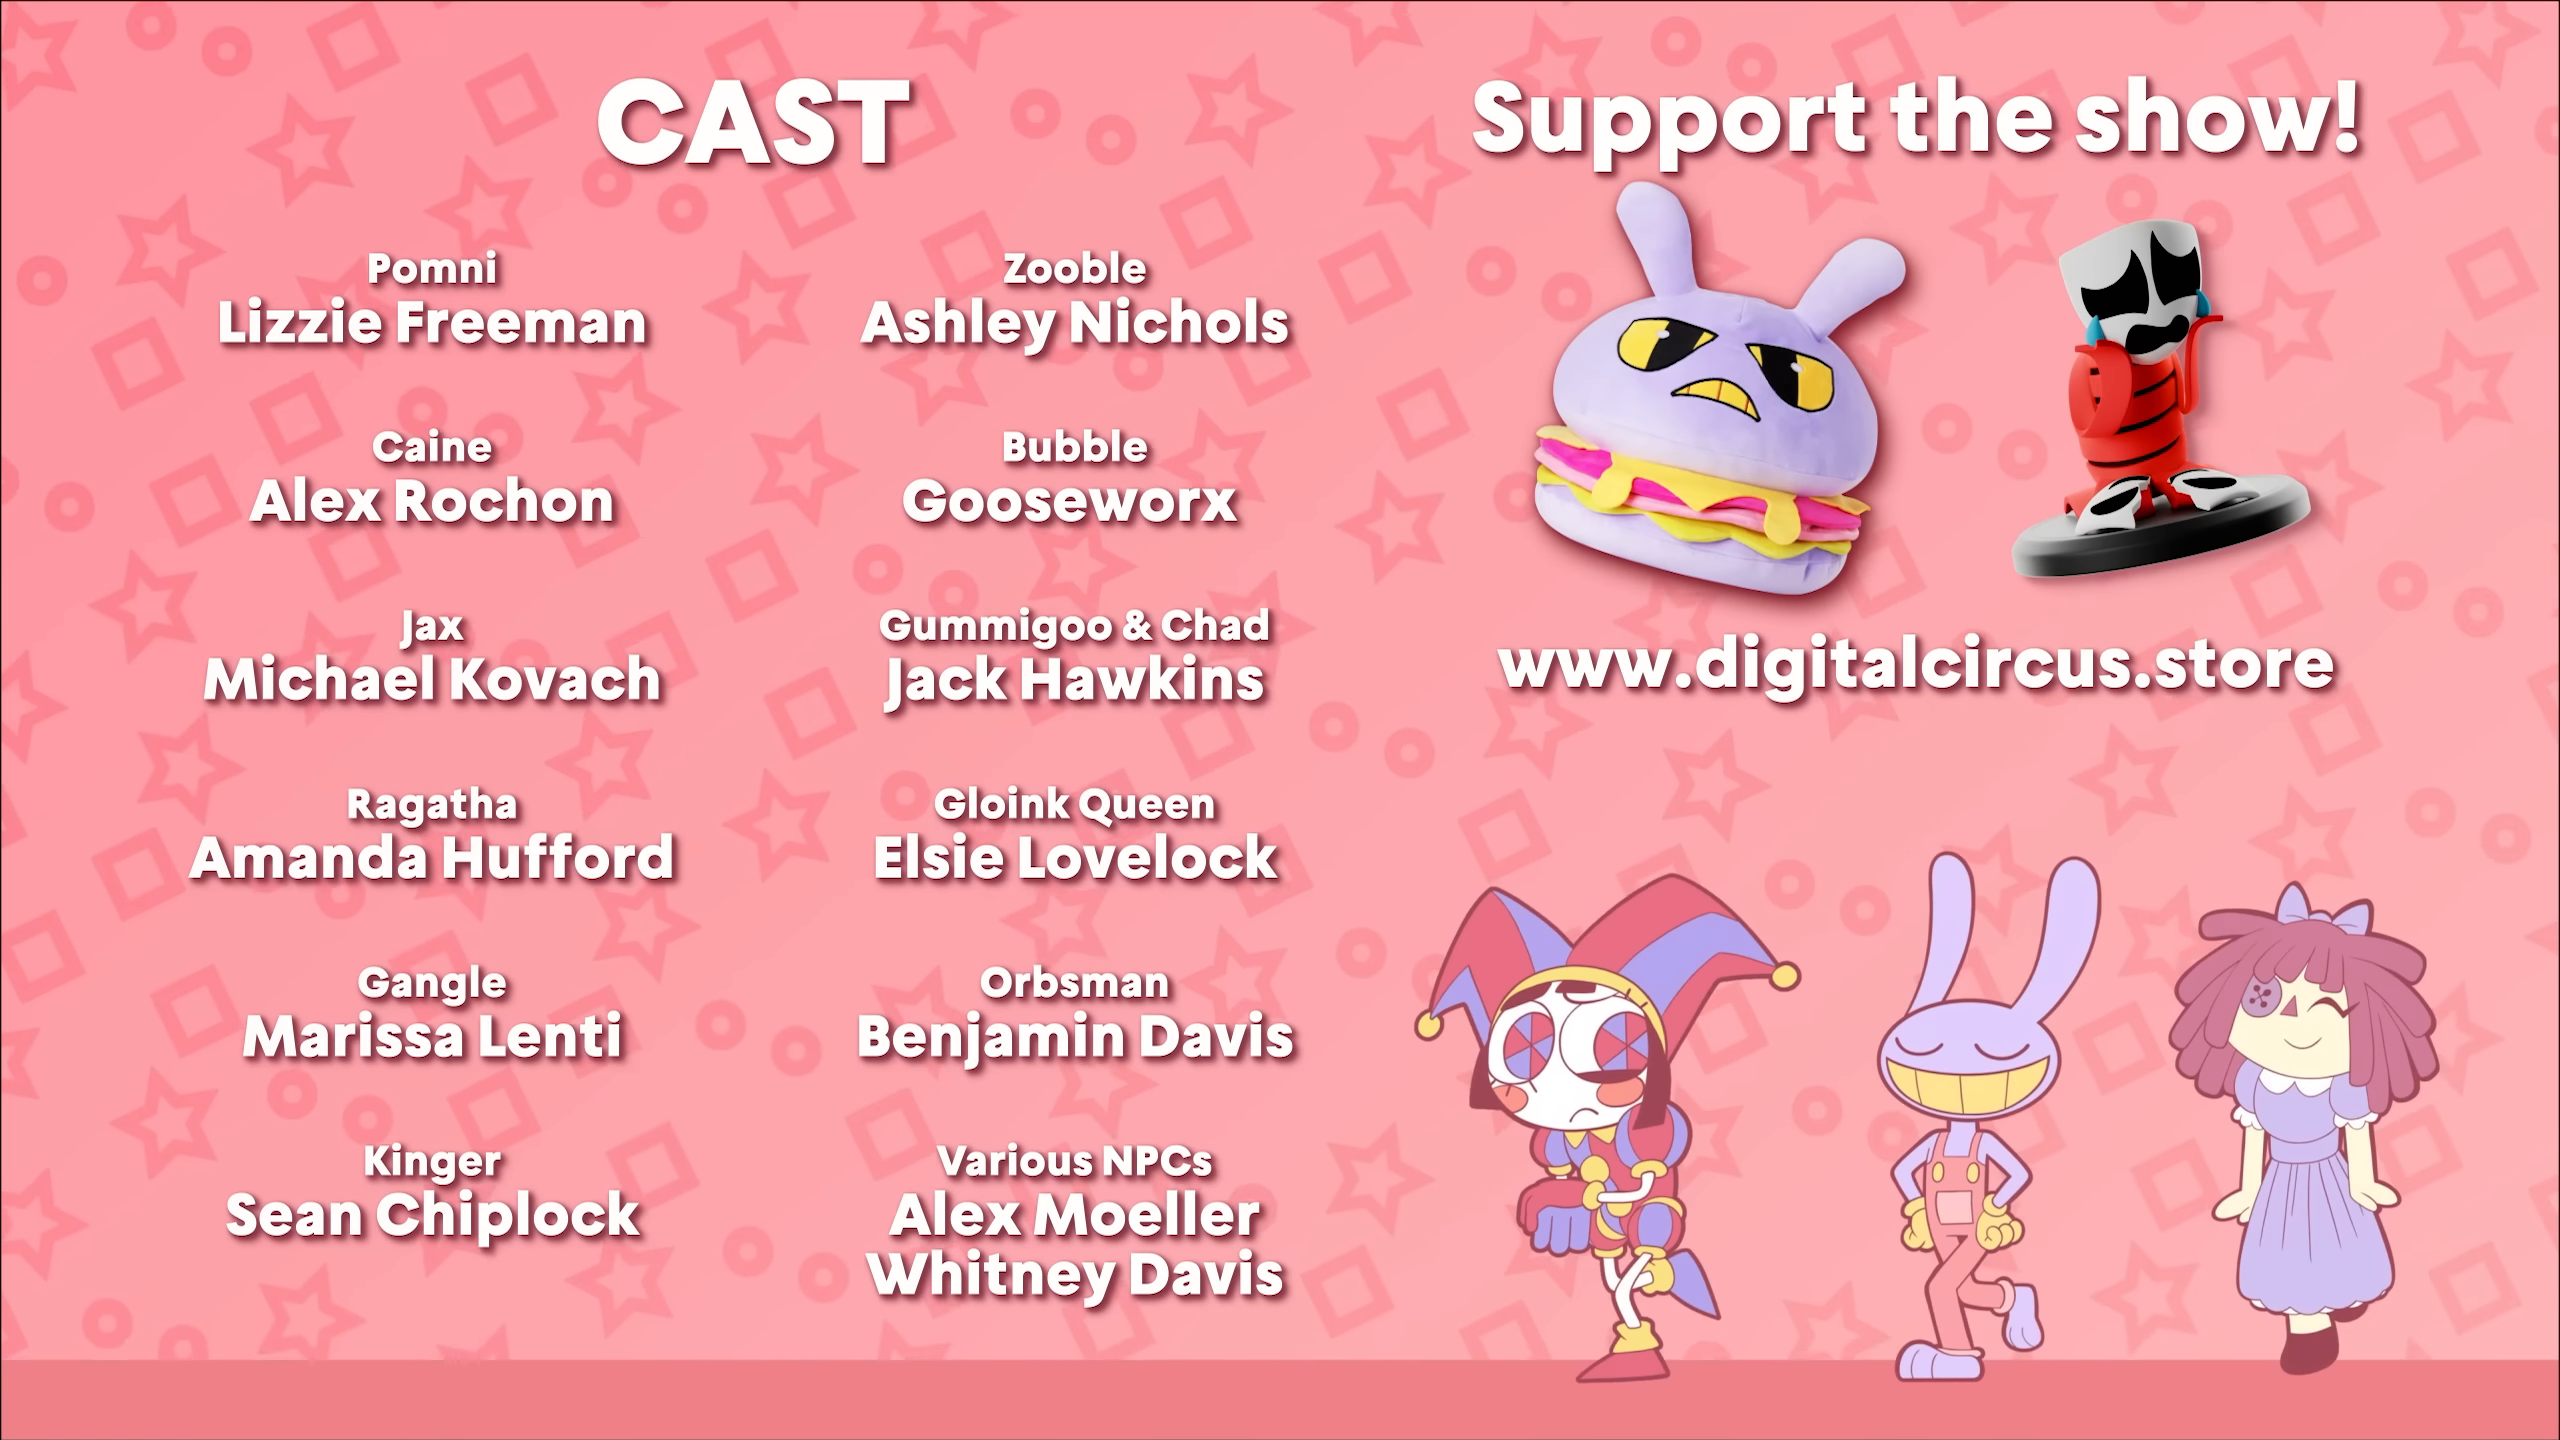 CAST
Pomni
Lizzie Freeman
Caine
Alex Rochon
Jax
Michael Kovach
Ragatha
Amanda Hufford
Gangle
Marissa Lenti
Kinger
Sean Chiplock
Zooble
Ashley Nichols
Bubble
Gooseworx
Gummigoo & Chad
Jack Hawkins
Gloink Queen
Elsie Lovelock
Orbsman
Benjamin Davis
Various NPCs
Alex Moeller
Whitney Davis
Support the show!
www.digitalcircus.store